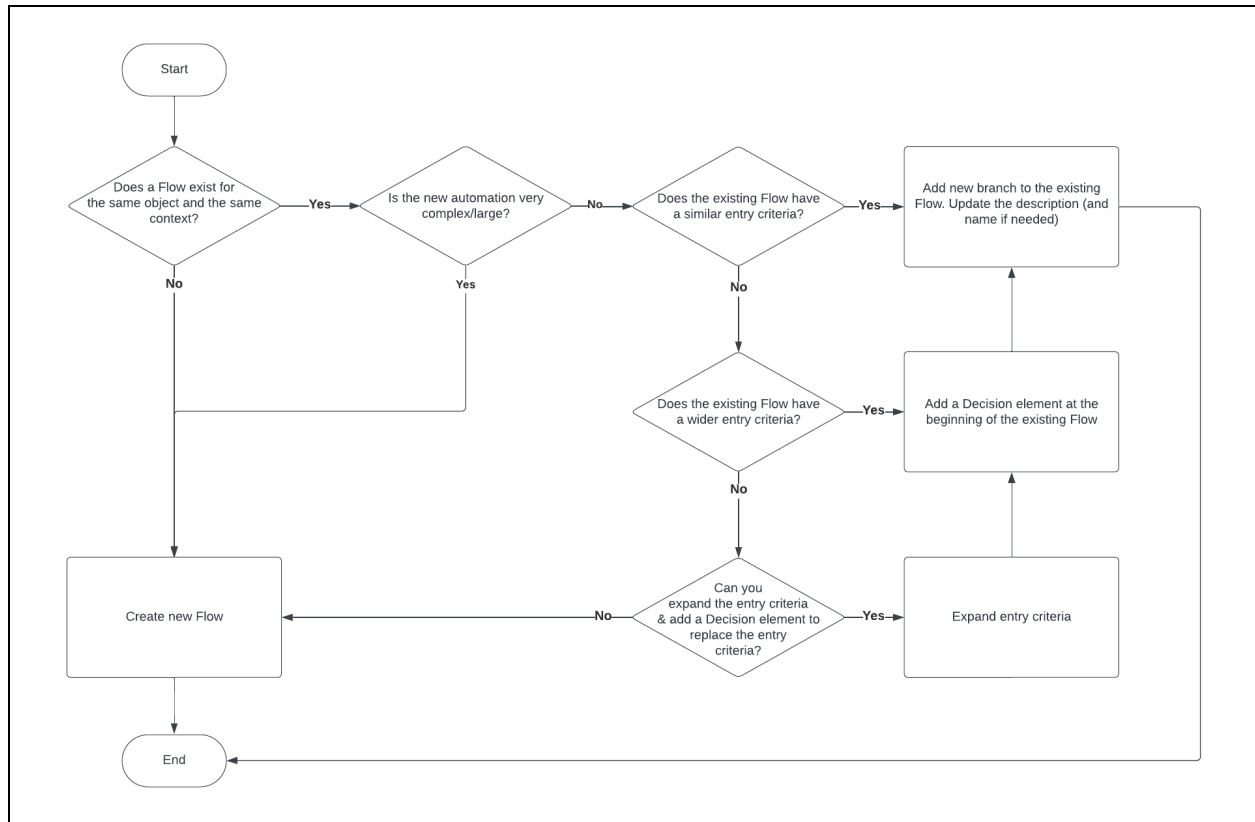 Start
Does a Flow exist for
the same object and the same
context?
Yes
Is the new automation very
complex/large?
No
Does the existing Flow have
a similar entry criteria?
Yes
Add new branch to the existing
Flow. Update the description (and
name if needed)
No
Yes
No
Does the existing Flow have
a wider entry criteria?
Yes
Add a Decision element at the
beginning of the existing Flow
No
Create new Flow
No
Can you
expand the entry criteria
& add a Decision element to
replace the entry
criteria?
Yes
Expand entry criteria
End